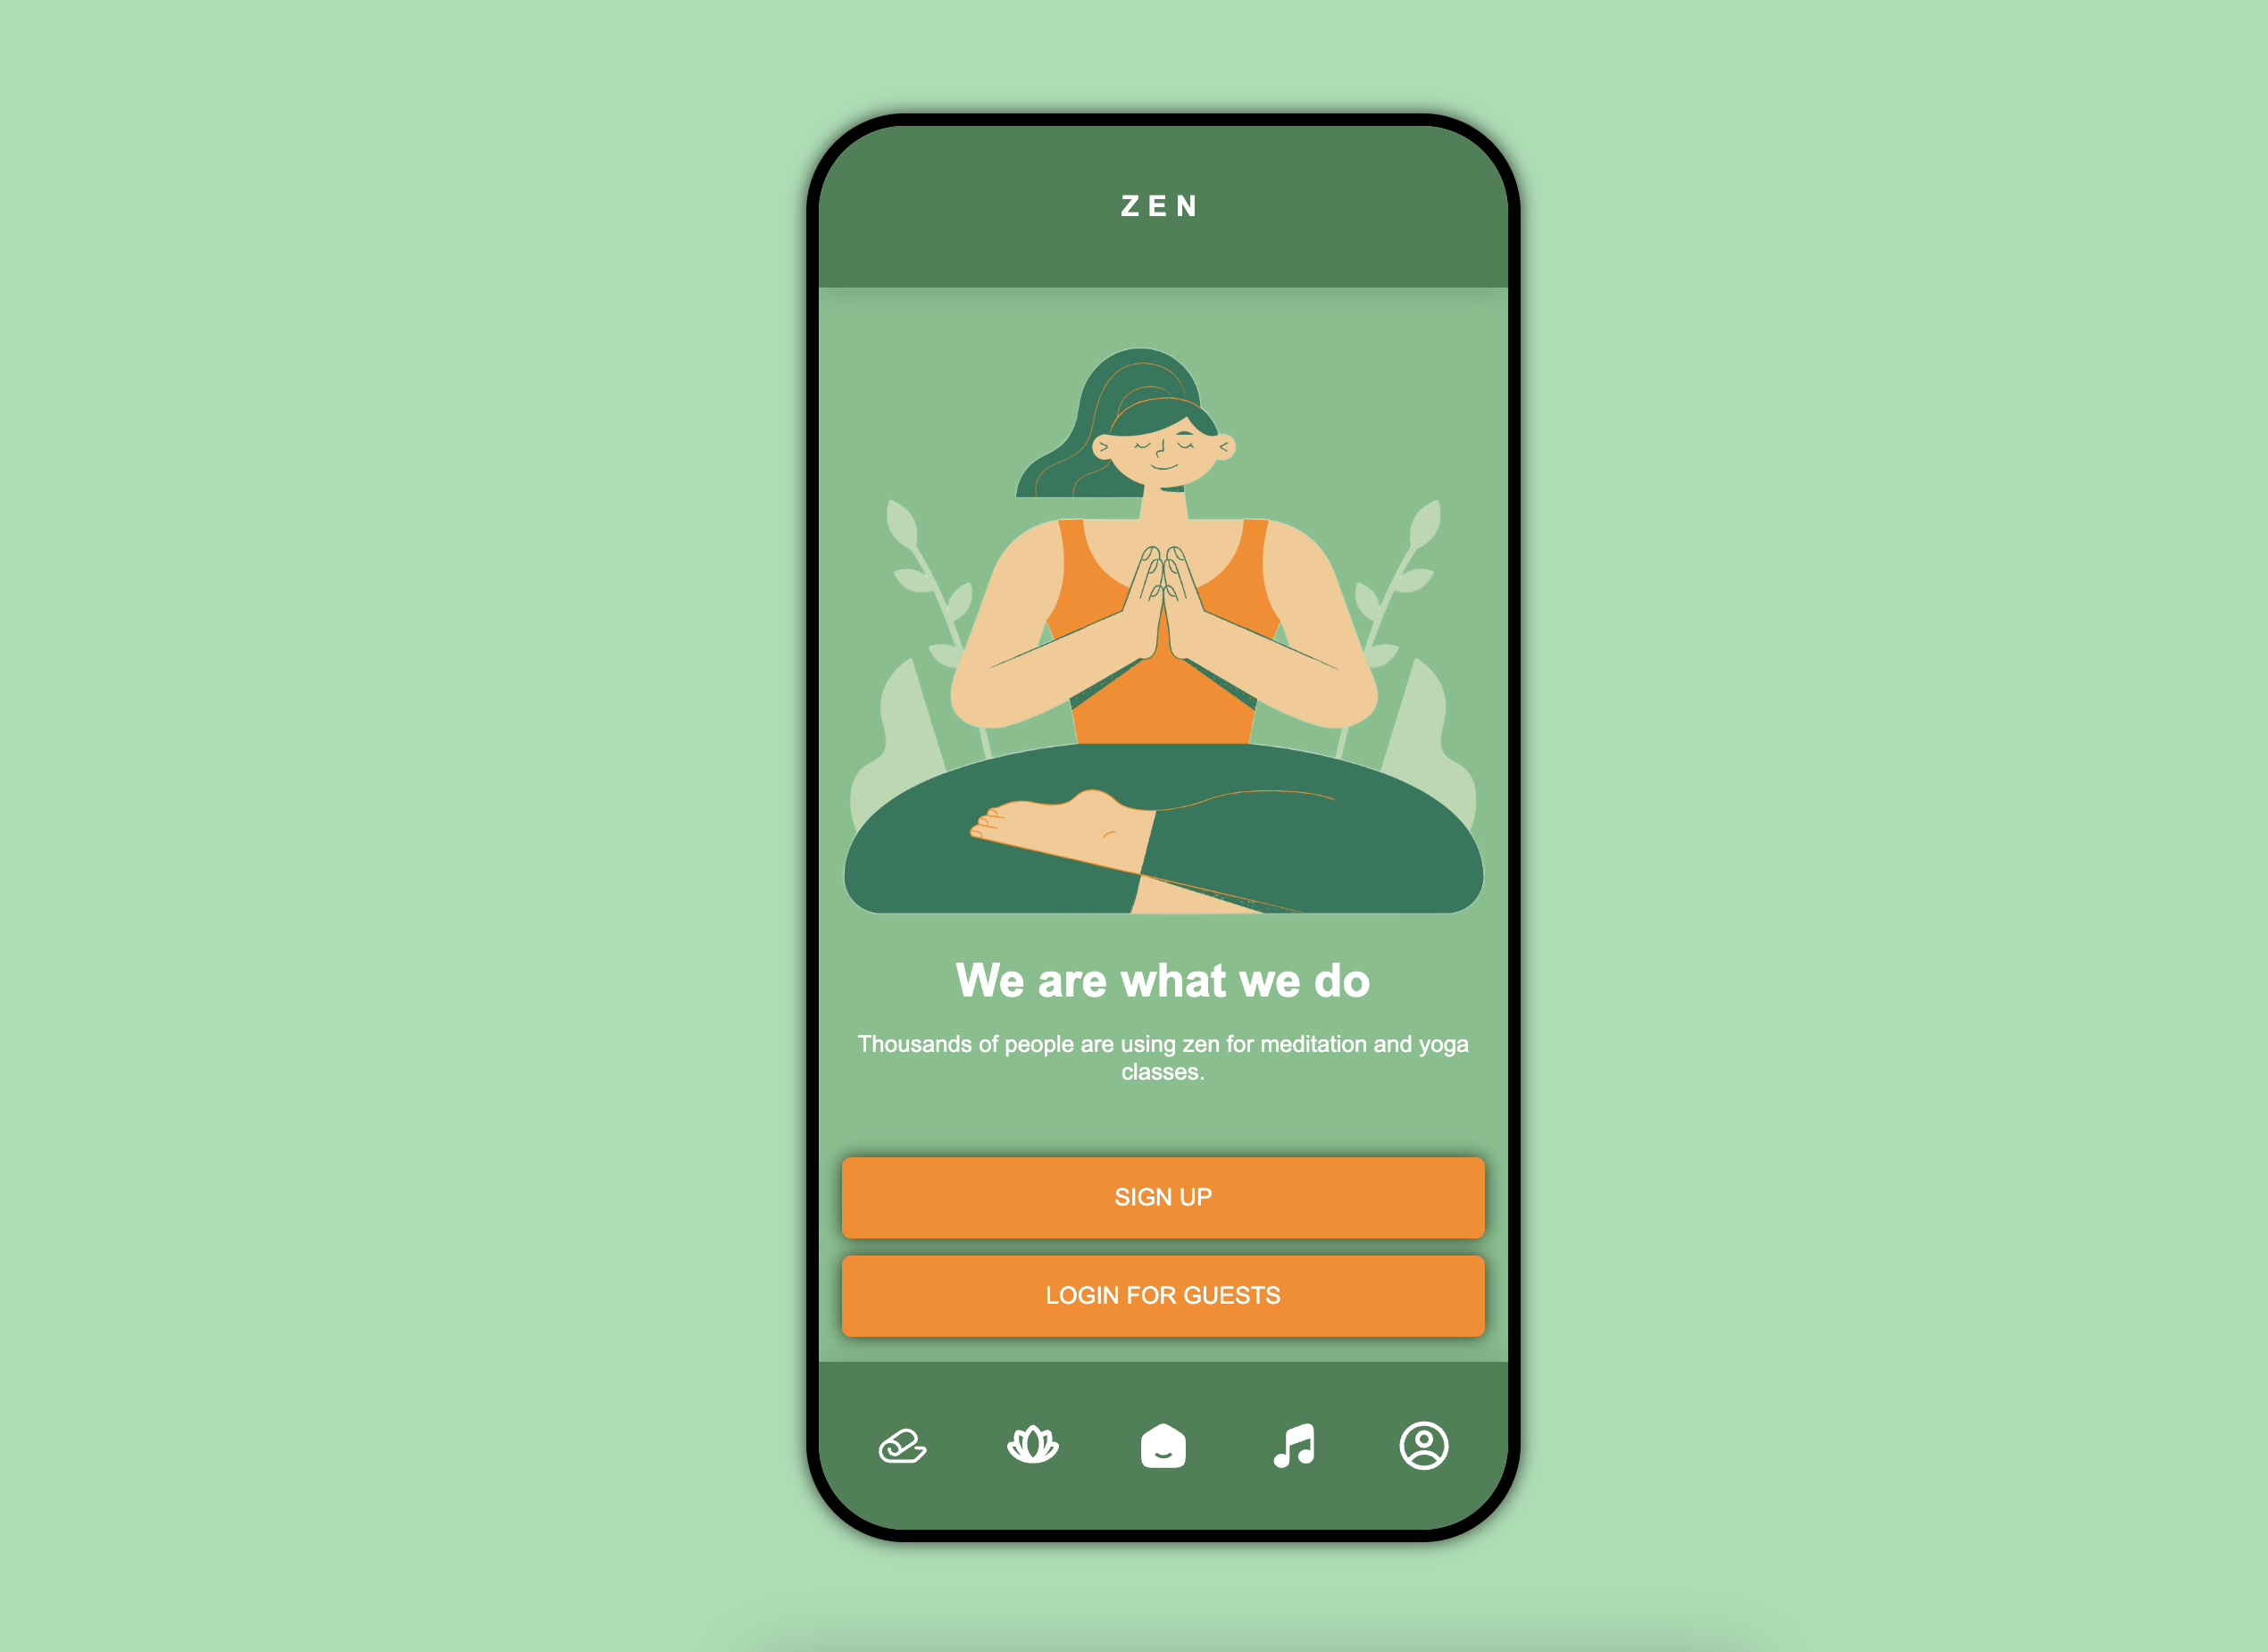 ZEN
We are what we do
Thousands of people are using zen for meditation and yoga
classes.
SIGN UP
LOGIN FOR GUESTS